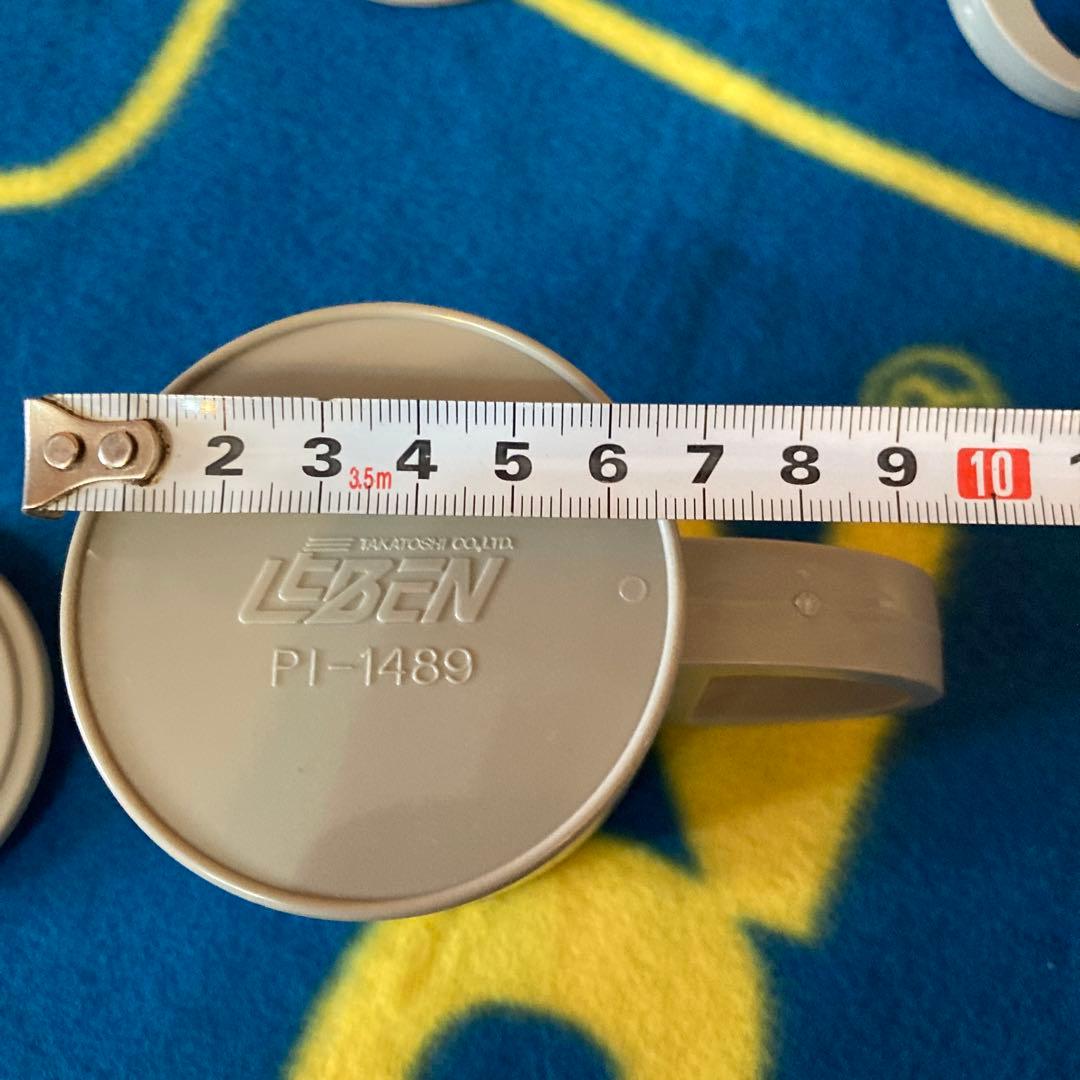 2 3 3.5m 4 5 6 7 8 9 10
TAKATOSHI CO.,LTD.
LEBEN
PI-1489